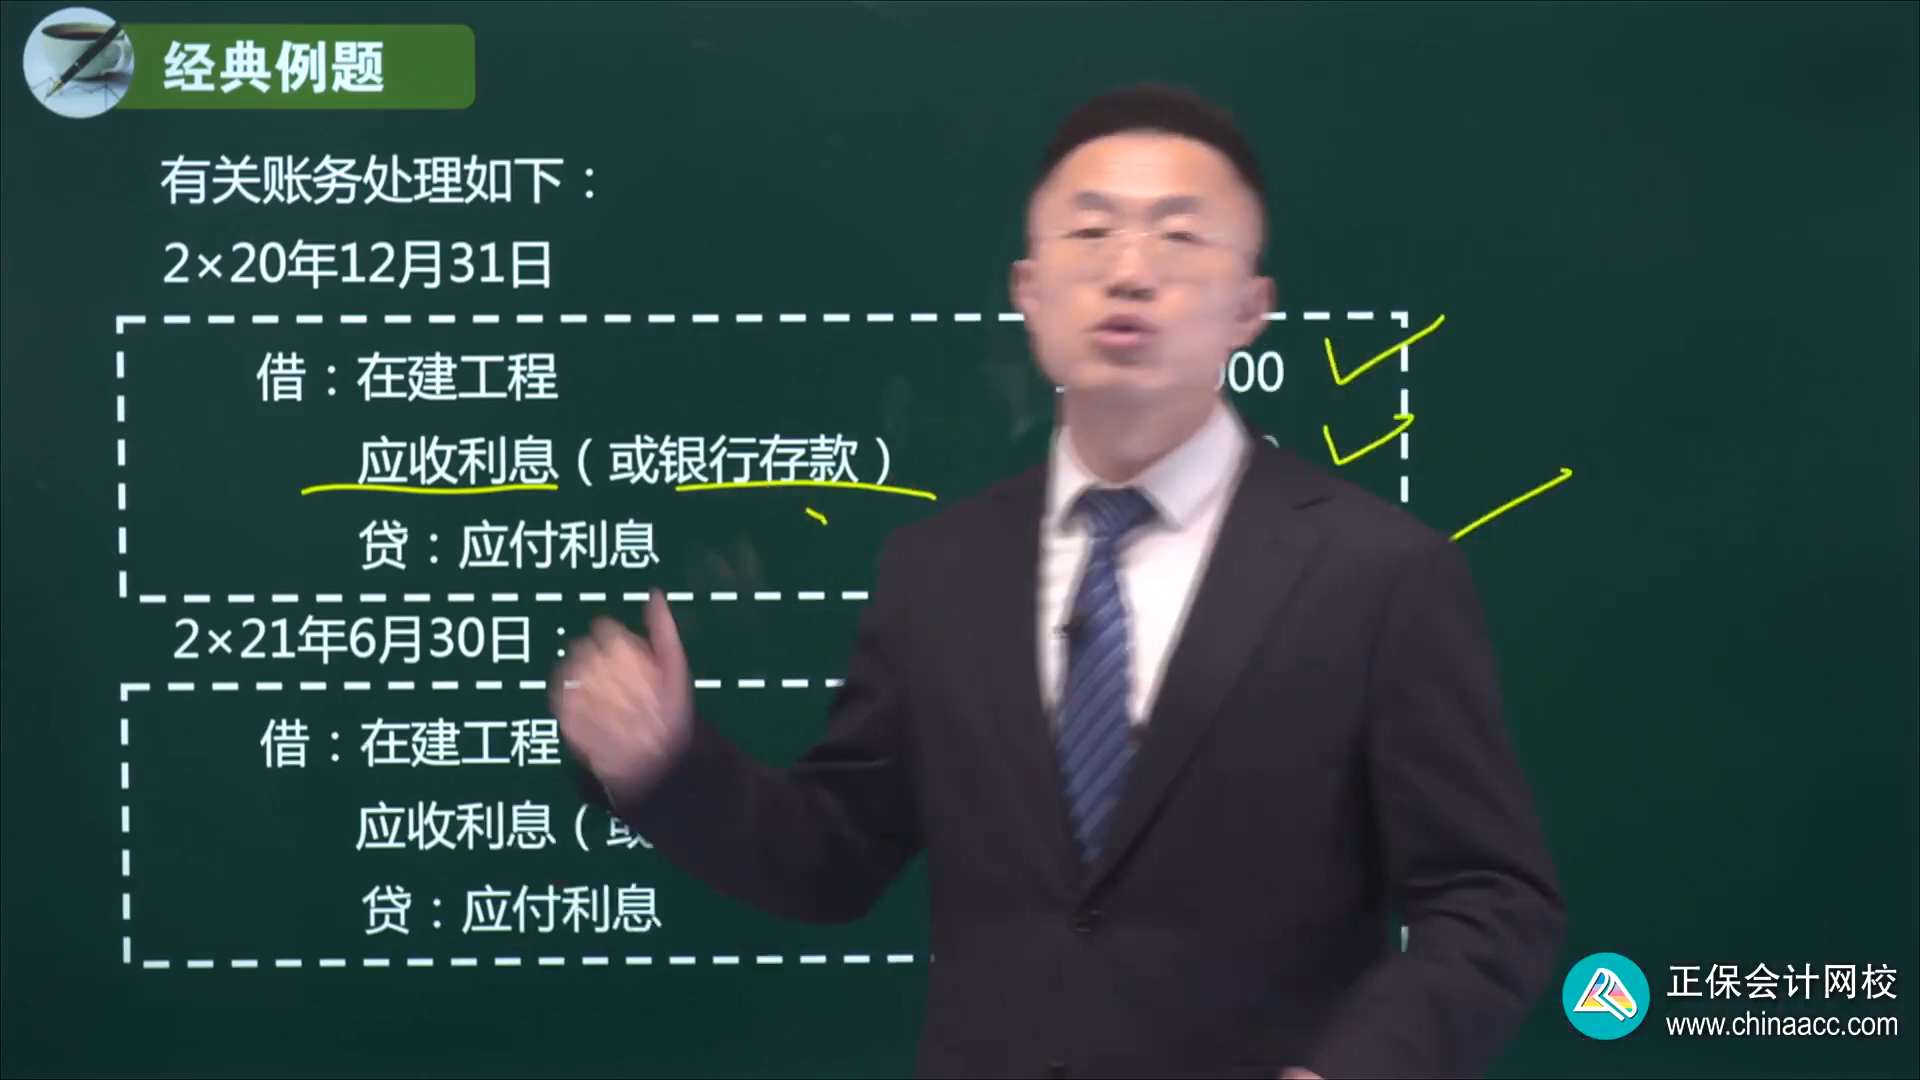 经典例题
有关账务处理如下：
2×20年12月31日
借：在建工程 000
应收利息（或银行存款）
贷：应付利息
2×21年6月30日：
借：在建工程
应收利息（或
贷：应付利息
正保会计网校
www.chinaacc.com